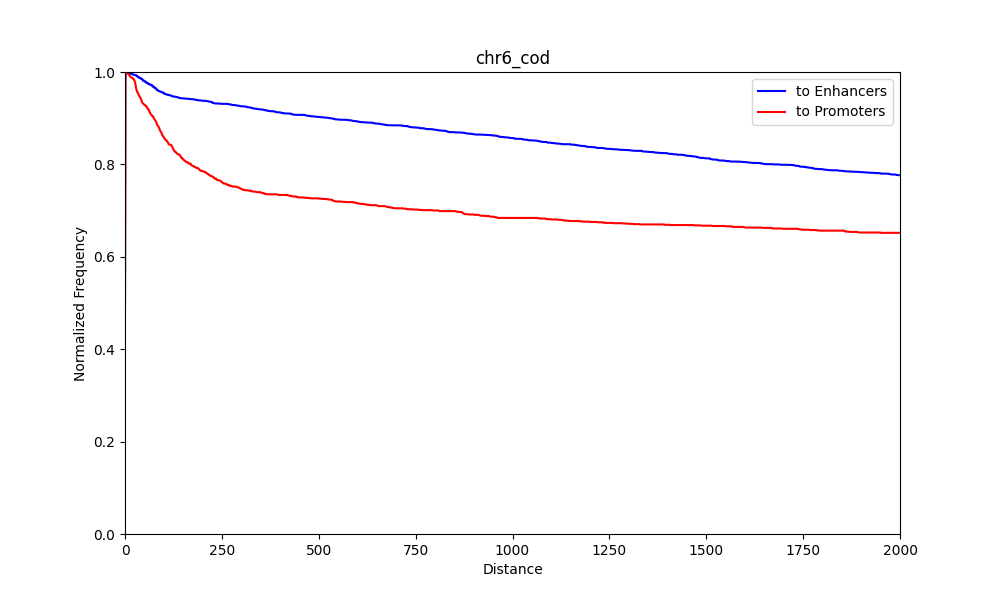 chr6_cod
to Enhancers
to Promoters
1.0
0.8
0.6
0.4
0.2
0.0
Normalized Frequency
0 250 500 750 1000 1250 1500 1750 2000
Distance